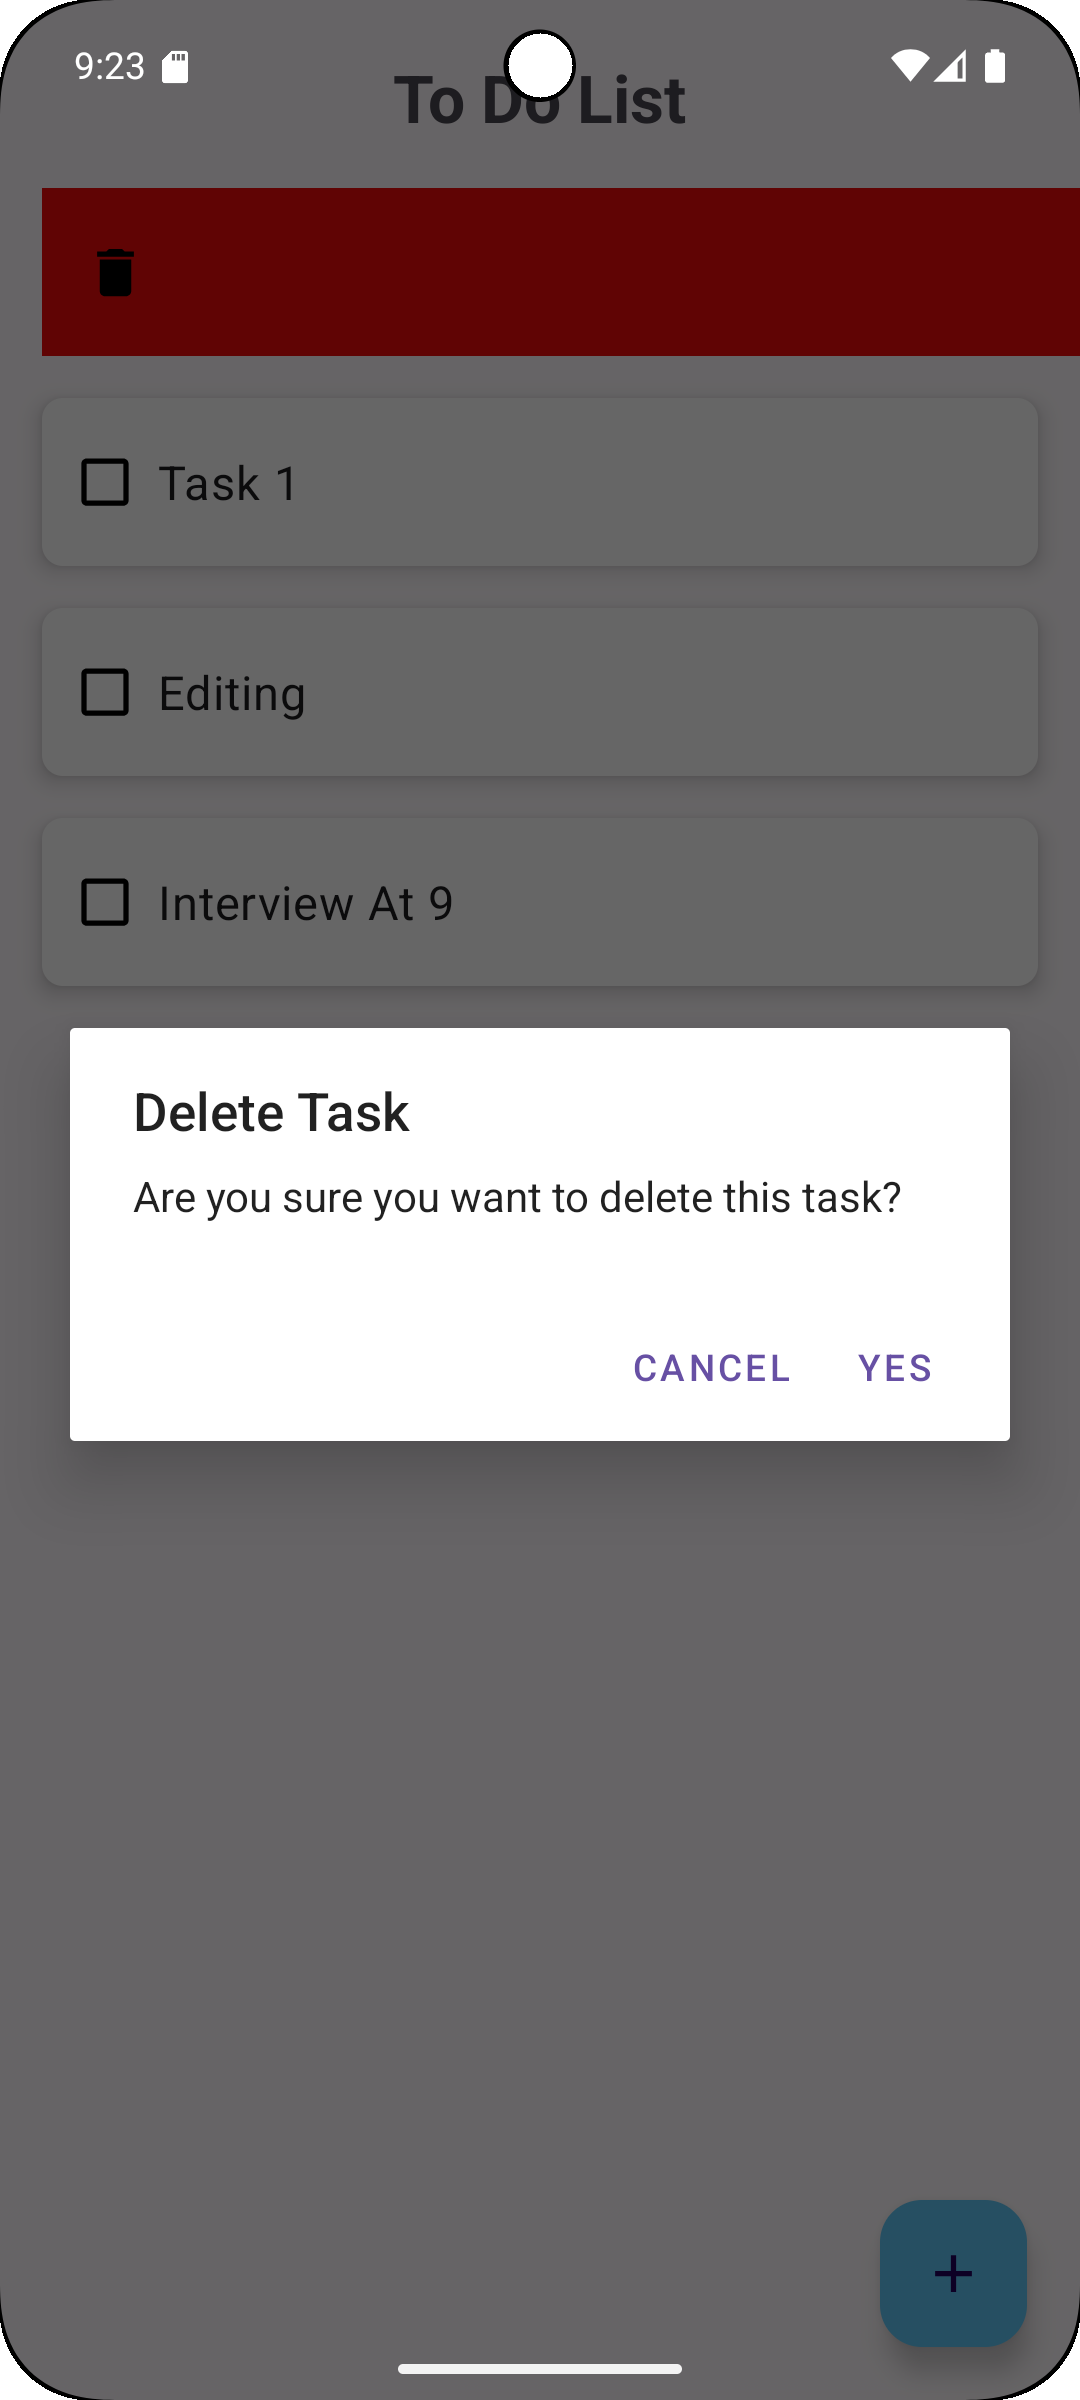 9:23
To Do List
Task 1
Editing
Interview At 9
Delete Task
Are you sure you want to delete this task?
CANCEL YES